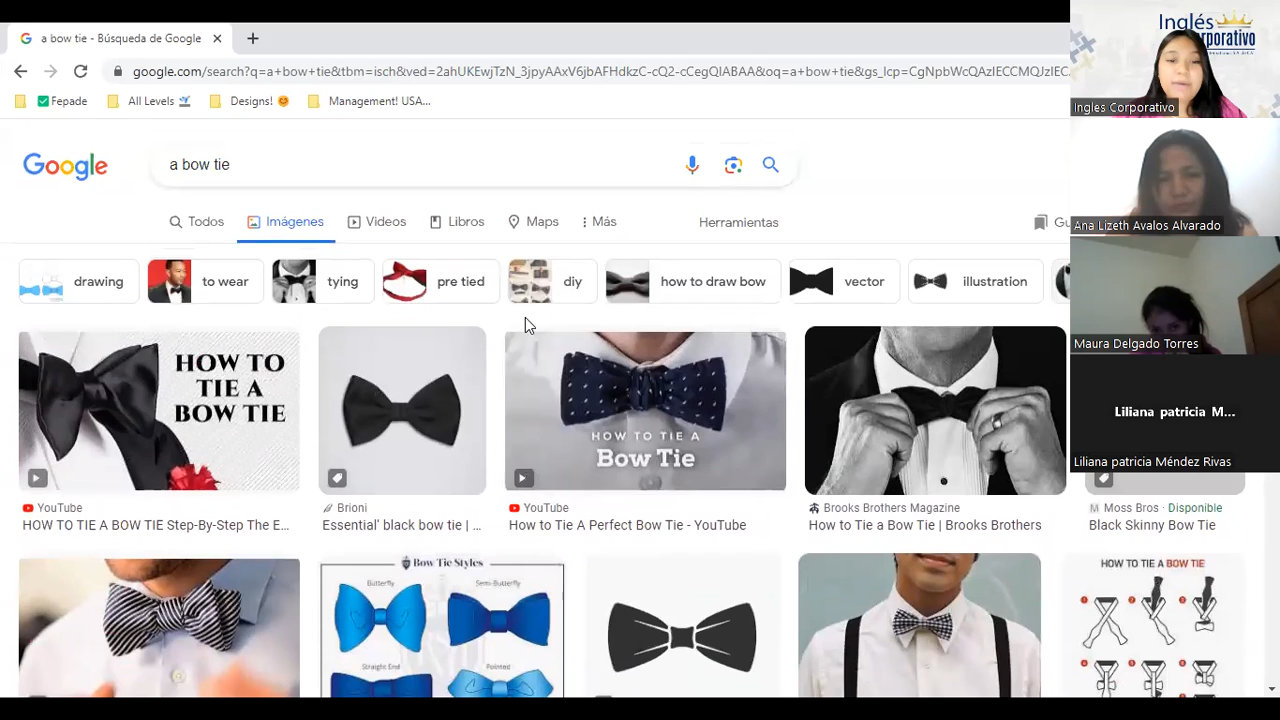 a bow tie - Búsqueda de Google
google.com/search?q=a+bow+tie&tbm=isch&ved=2ahUKEwjTzN_3jpyAAxV6jbAFHdkzC-cQ2-cCegQIABAA&oq=a+bow+tie&gs_lcp=CgNpbWcQAzIECCMQJzIEC
Fepade
All Levels
Designs!
Management! USA...
Google
a bow tie
Todos
Imágenes
Videos
Libros
Maps
Más
Herramientas
Gu
drawing
to wear
tying
pre tied
diy
how to draw bow
vector
illustration
HOW TO
TIE A
BOW TIE
HOW TO TIE A
Bow Tie
YouTube
HOW TO TIE A BOW TIE Step-By-Step The E...
Brioni
Essential' black bow tie | ...
YouTube
How to Tie A Perfect Bow Tie - YouTube
Brooks Brothers Magazine
How to Tie a Bow Tie | Brooks Brothers
Moss Bros · Disponible
Black Skinny Bow Tie
Bow Tie Styles
Butterfly
Semi-Butterfly
Straight End
Pointed
HOW TO TIE A BOW TIE
1
2
3
Inglés
Corporativo
Ingles Corporativo
Ana Lizeth Avalos Alvarado
Maura Delgado Torres
Liliana patricia M...
Liliana patricia Méndez Rivas